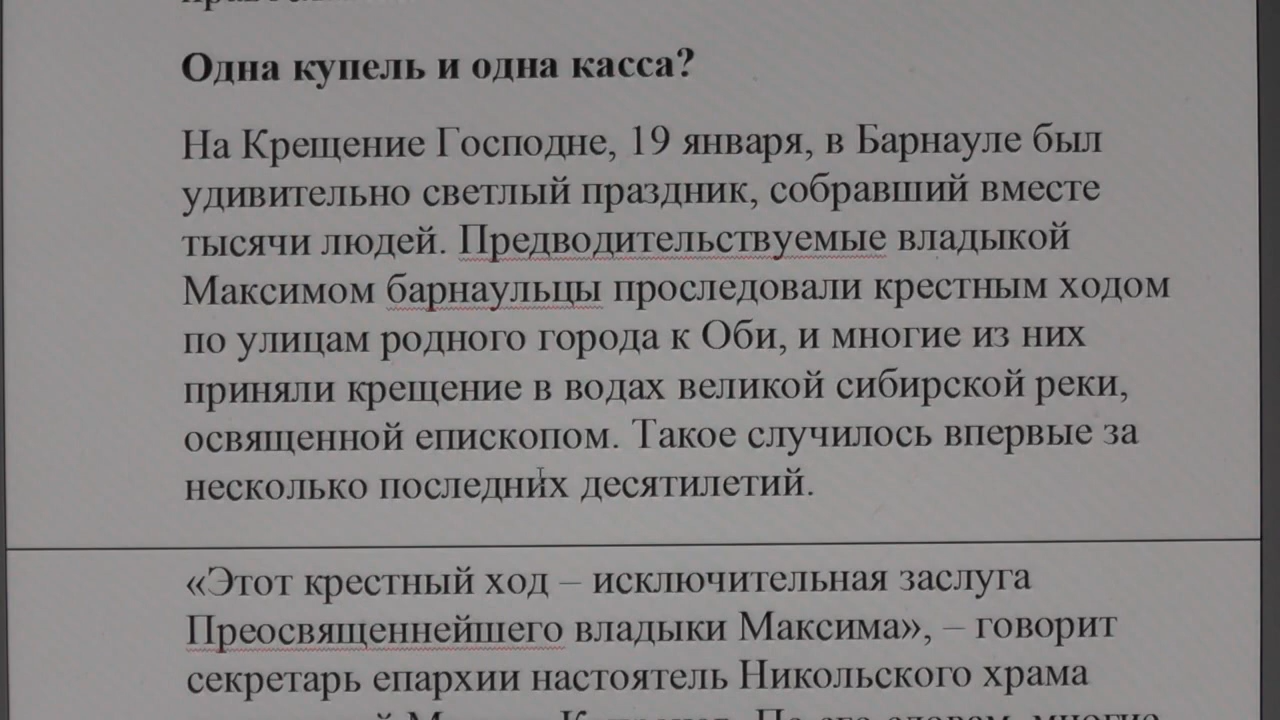 Одна купель и одна касса?
На Крещение Господне, 19 января, в Барнауле был
удивительно светлый праздник, собравший вместе
тысячи людей. Предводительствуемые владыкой
Максимом барнаульцы проследовали крестным ходом
по улицам родного города к Оби, и многие из них
приняли крещение в водах великой сибирской реки,
освященной епископом. Такое случилось впервые за
несколько последних десятилетий.
«Этот крестный ход – исключительная заслуга
Преосвященнейшего владыки Максима», – говорит
секретарь епархии настоятель Никольского храма